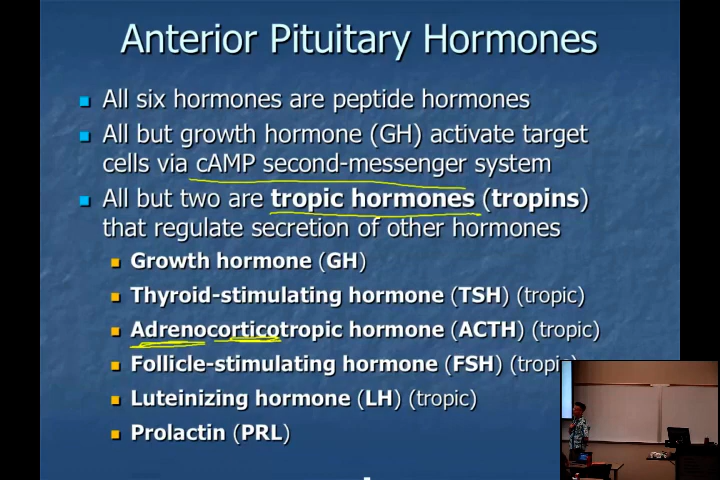 Anterior Pituitary Hormones
All six hormones are peptide hormones
All but growth hormone (GH) activate target
cells via cAMP second-messenger system
All but two are tropic hormones (tropins)
that regulate secretion of other hormones
Growth hormone (GH)
Thyroid-stimulating hormone (TSH) (tropic)
Adrenocorticotropic hormone (ACTH) (tropic)
Follicle-stimulating hormone (FSH) (tropic)
Luteinizing hormone (LH) (tropic)
Prolactin (PRL)